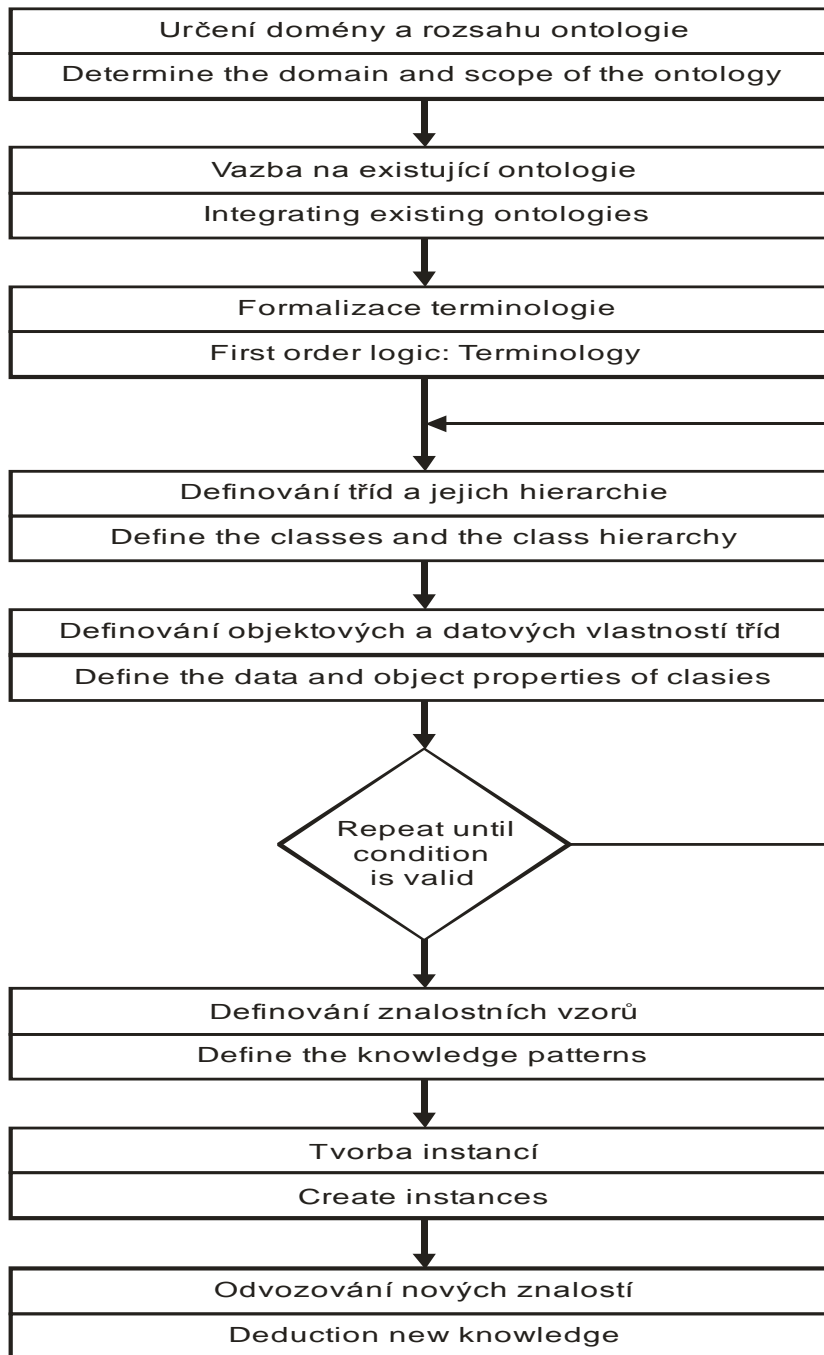 Určení domény a rozsahu ontologie
Determine the domain and scope of the ontology
Vazba na existující ontologie
Integrating existing ontologies
Formalizace terminologie
First order logic: Terminology
Definování tříd a jejich hierarchie
Define the classes and the class hierarchy
Definování objektových a datových vlastností tříd
Define the data and object properties of clasies
Repeat until
condition
is valid
Definování znalostních vzorů
Define the knowledge patterns
Tvorba instancí
Create instances
Odvozování nových znalostí
Deduction new knowledge